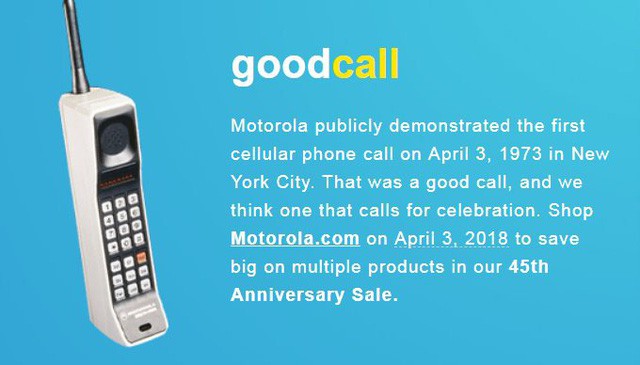 goodcall
Motorola publicly demonstrated the first
cellular phone call on April 3, 1973 in New
York City. That was a good call, and we
think one that calls for celebration. Shop
Motorola.com on April 3, 2018 to save
big on multiple products in our 45th
Anniversary Sale.